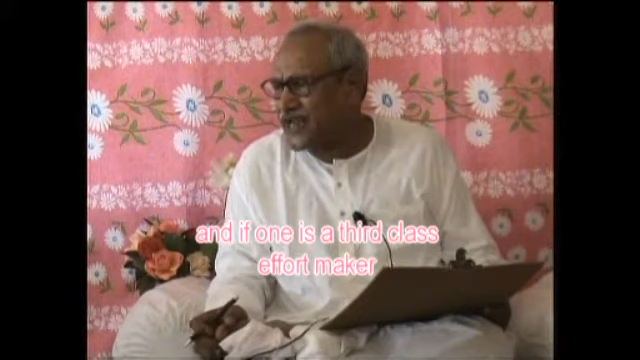 and if one is a third class
effort maker